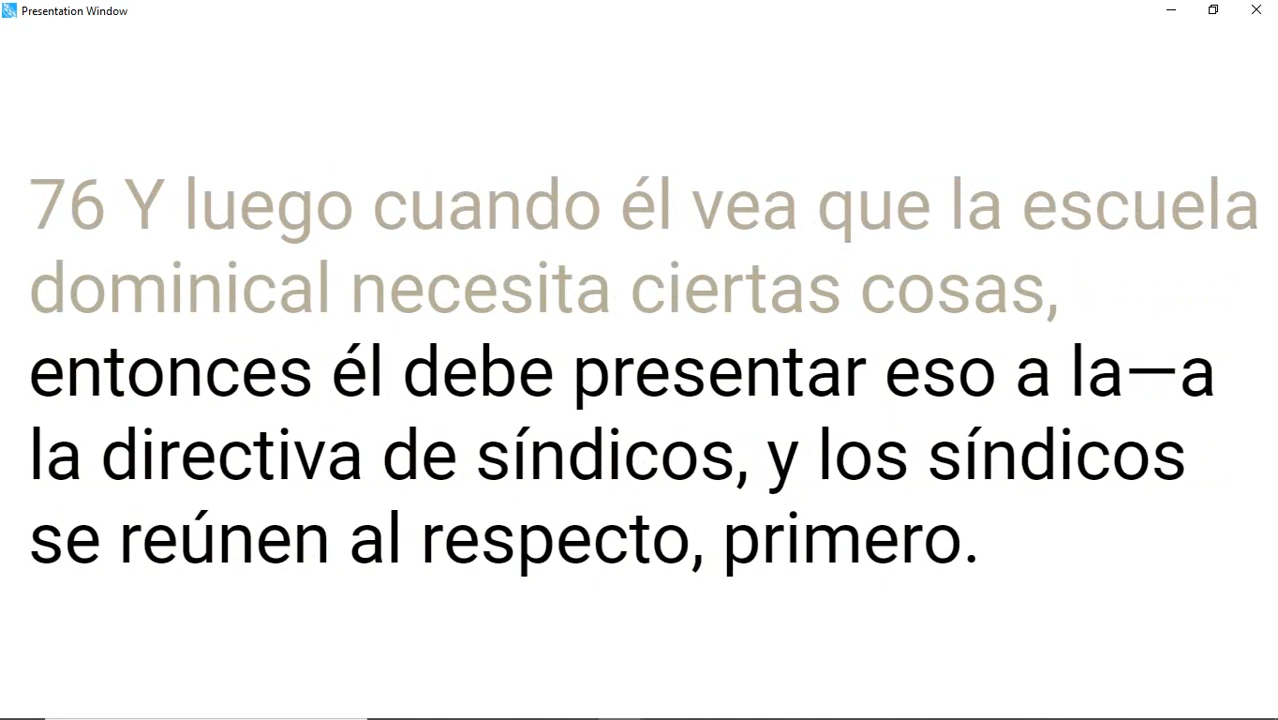 Presentation Window
76 Y luego cuando él vea que la escuela
dominical necesita ciertas cosas,
entonces él debe presentar eso a la—a
la directiva de síndicos, y los síndicos
se reúnen al respecto, primero.